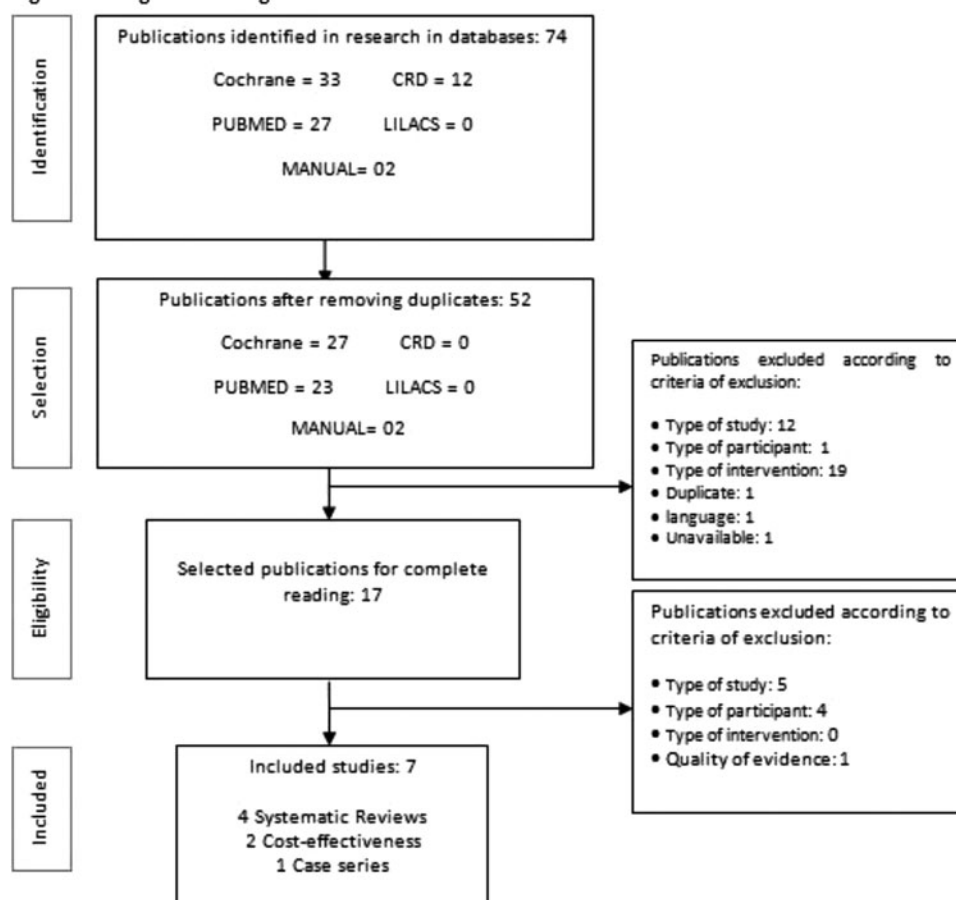 Identification
Publications identified in research in databases: 74
Cochrane = 33 CRD = 12
PUBMED = 27 LILACS = 0
MANUAL= 02
Selection
Publications after removing duplicates: 52
Cochrane = 27 CRD = 0
PUBMED = 23 LILACS = 0
MANUAL= 02
Publications excluded according to
criteria of exclusion:
• Type of study: 12
• Type of participant: 1
• Type of intervention: 19
• Duplicate: 1
• language: 1
• Unavailable: 1
Eligibility
Selected publications for complete
reading: 17
Publications excluded according to
criteria of exclusion:
• Type of study: 5
• Type of participant: 4
• Type of intervention: 0
• Quality of evidence: 1
Included
Included studies: 7
4 Systematic Reviews
2 Cost-effectiveness
1 Case series